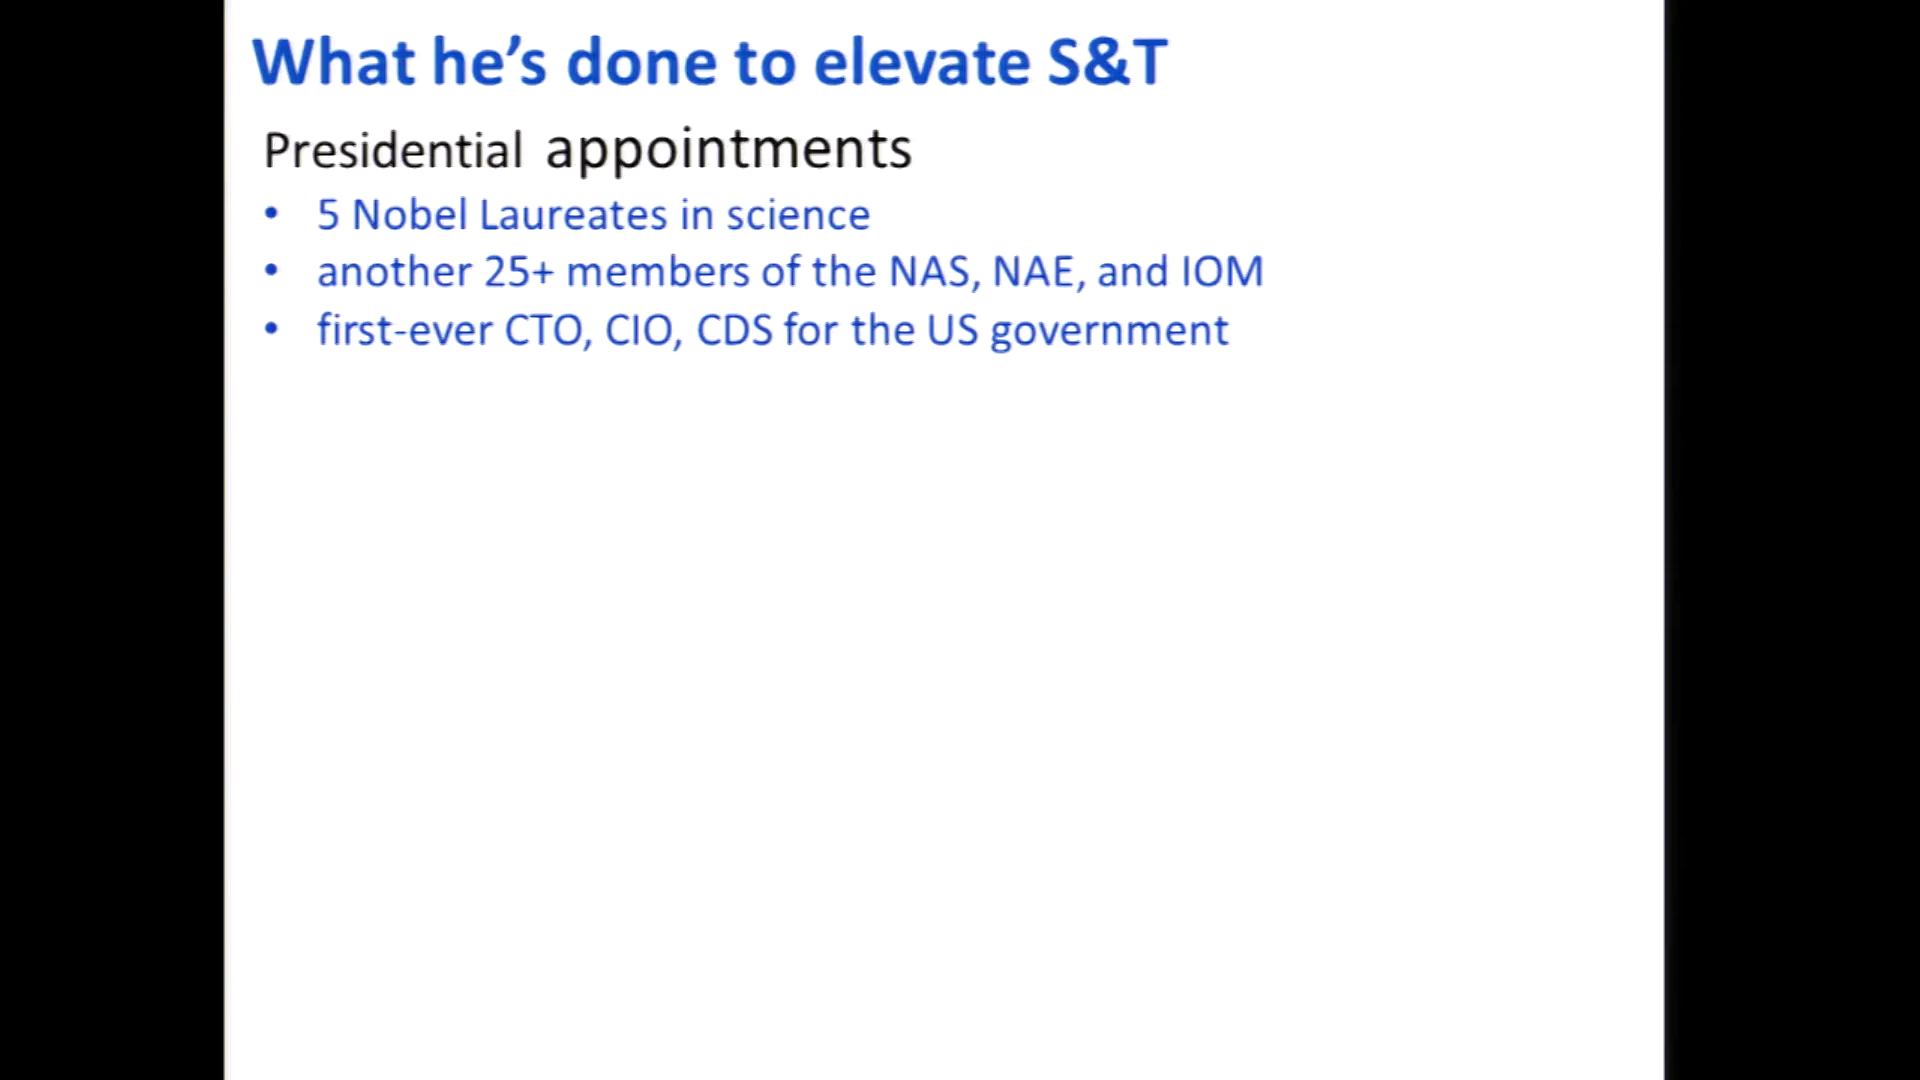 What he’s done to elevate S&T
Presidential appointments
• 5 Nobel Laureates in science
• another 25+ members of the NAS, NAE, and IOM
• first-ever CTO, CIO, CDS for the US government